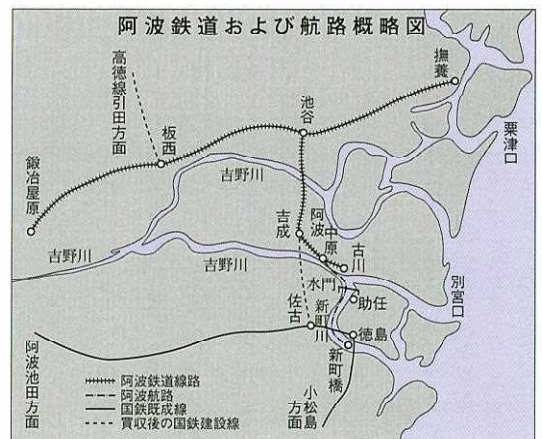 阿波鉄道および航路概略図
撫養
高徳線引田方面
池谷
粟津口
板西
鍛冶屋原
吉野川
吉成
阿波中原
古川
吉野川
吉野川
水門
助任
別宮口
佐古
新町川
徳島
新町橋
阿波池田方面
小松島方面
阿波鉄道線路
阿波航路
国鉄既成線
買収後の国鉄建設線